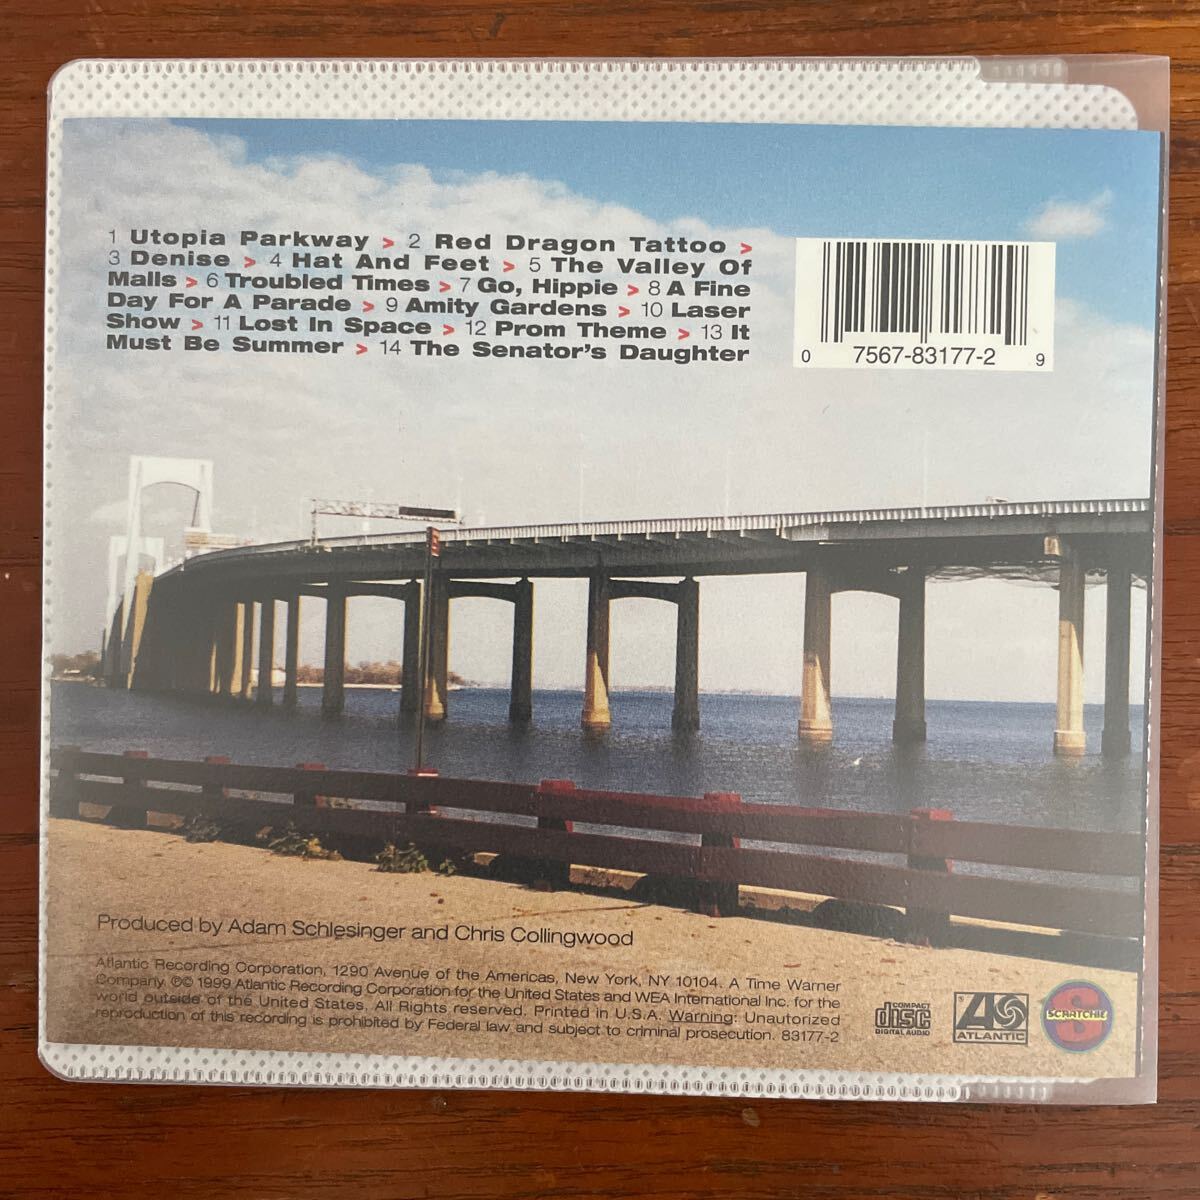 1 Utopia Parkway > 2 Red Dragon Tattoo >
3 Denise > 4 Hat And Feet > 5 The Valley Of
Malls > 6 Troubled Times > 7 Go, Hippie > 8 A Fine
Day For A Parade > 9 Amity Gardens > 10 Laser
Show > 11 Lost In Space > 12 Prom Theme > 13 It
Must Be Summer > 14 The Senator's Daughter
0 7567-83177-2 9
Produced by Adam Schlesinger and Chris Collingwood
Atlantic Recording Corporation, 1290 Avenue of the Americas, New York, NY 10104. A Time Warner
Company. ℗© 1999 Atlantic Recording Corporation for the United States and WEA International Inc. for the
world outside of the United States. All Rights reserved. Printed in U.S.A. Warning: Unauthorized
reproduction of this recording is prohibited by Federal law and subject to criminal prosecution. 83177-2
COMPACT
disc
DIGITAL AUDIO
ATLANTIC
S
SCRATCHIE